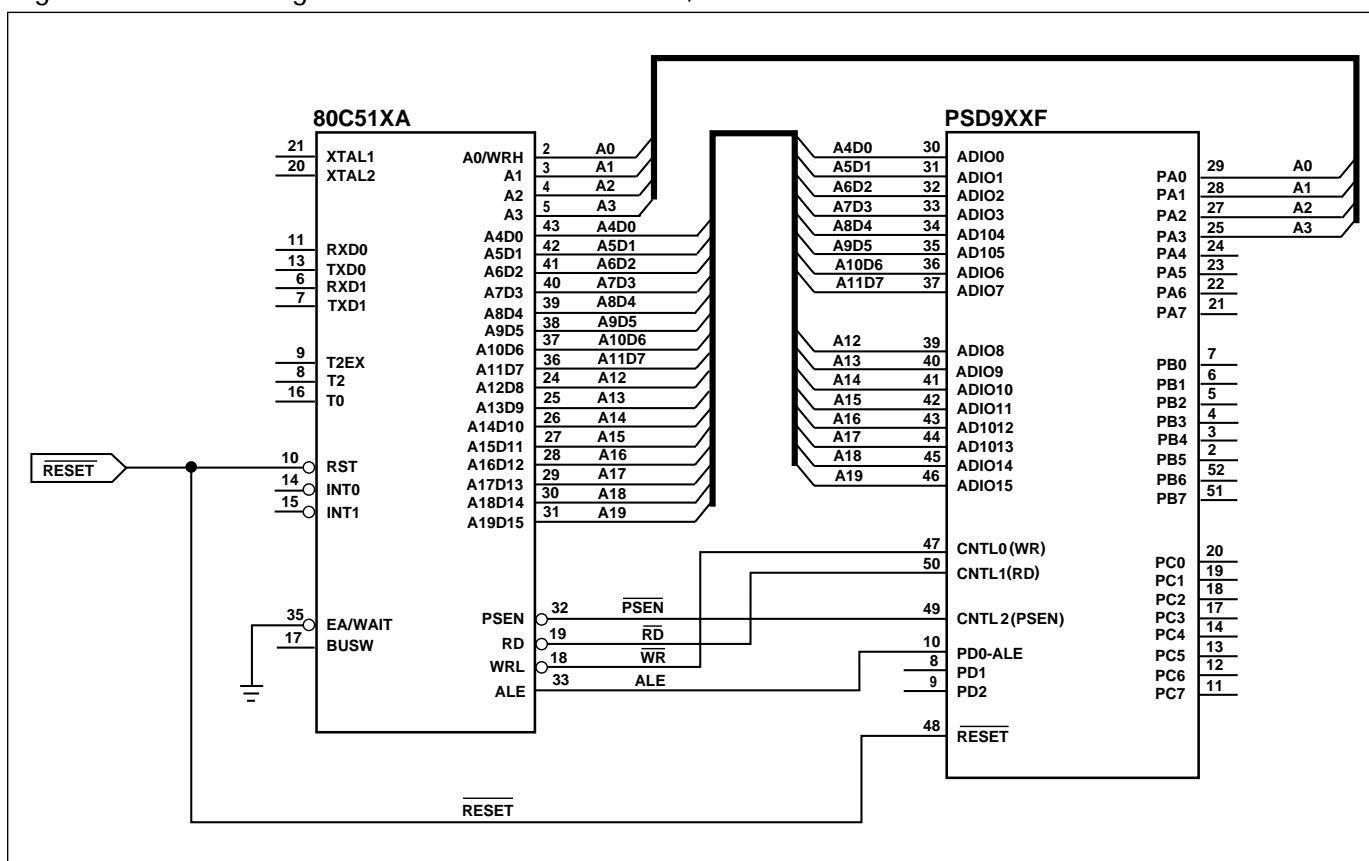 80C51XA
PSD9XXF
21 XTAL1
20 XTAL2
11 RXD0
13 TXD0
6 RXD1
7 TXD1
9 T2EX
8 T2
16 T0
RESET
10 RST
14 INT0
15 INT1
35 EA/WAIT
17 BUSW
A0/WRH 2 A0
A1 3 A1
A2 4 A2
A3 5 A3
A4D0 43 A4D0
A5D1 42 A5D1
A6D2 41 A6D2
A7D3 40 A7D3
A8D4 39 A8D4
A9D5 38 A9D5
A10D6 37 A10D6
A11D7 36 A11D7
A12D8 24 A12
A13D9 25 A13
A14D10 26 A14
A15D11 27 A15
A16D12 28 A16
A17D13 29 A17
A18D14 30 A18
A19D15 31 A19
PSEN 32 PSEN
RD 19 RD
WRL 18 WR
ALE 33 ALE
A4D0 30 ADIO0
A5D1 31 ADIO1
A6D2 32 ADIO2
A7D3 33 ADIO3
A8D4 34 AD104
A9D5 35 AD105
A10D6 36 ADIO6
A11D7 37 ADIO7
A12 39 ADIO8
A13 40 ADIO9
A14 41 ADIO10
A15 42 ADIO11
A16 43 AD1012
A17 44 AD1013
A18 45 ADIO14
A19 46 ADIO15
47 CNTL0(WR)
50 CNTL1(RD)
49 CNTL2(PSEN)
10 PD0-ALE
8 PD1
9 PD2
48 RESET
PA0 29 A0
PA1 28 A1
PA2 27 A2
PA3 25 A3
PA4 24
PA5 23
PA6 22
PA7 21
PB0 7
PB1 6
PB2 5
PB3 4
PB4 3
PB5 2
PB6 52
PB7 51
PC0 20
PC1 19
PC2 18
PC3 17
PC4 14
PC5 13
PC6 12
PC7 11
RESET